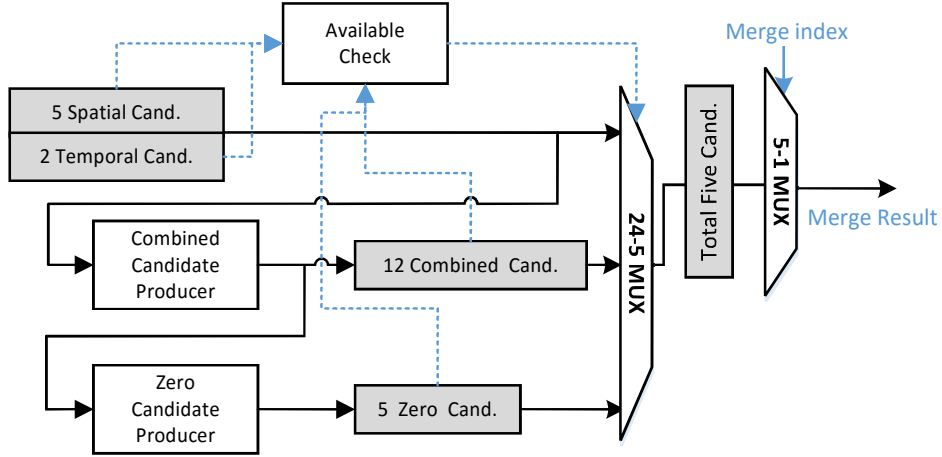 Available
Check
Merge index
5 Spatial Cand.
2 Temporal Cand.
Total Five Cand.
5-1 MUX
Merge Result
24-5 MUX
Combined
Candidate
Producer
12 Combined Cand.
Zero
Candidate
Producer
5 Zero Cand.